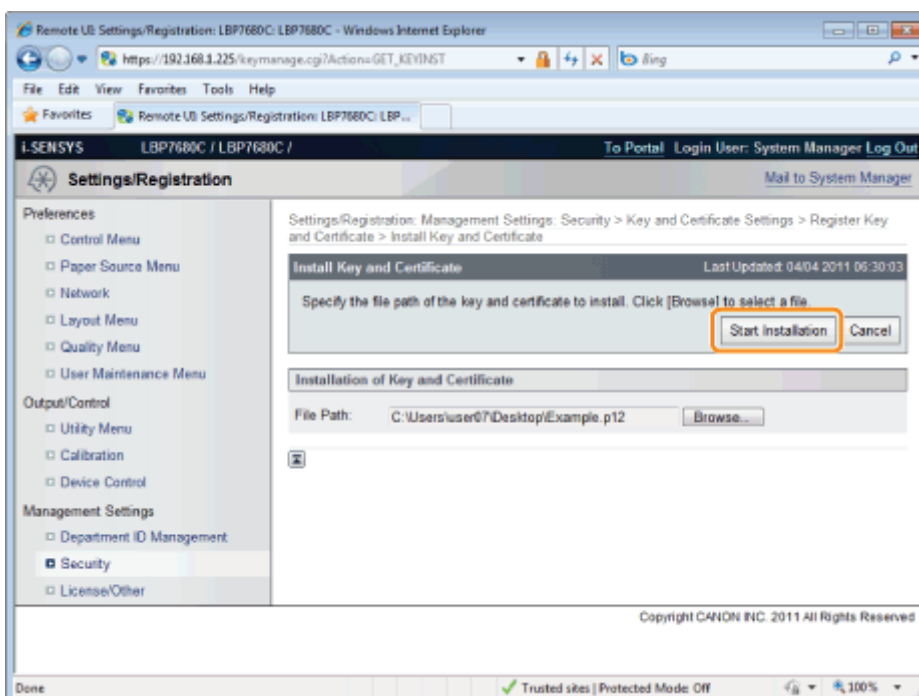 Remote UI: Settings/Registration: LBP7680C: LBP7680C - Windows Internet Explorer
https://192.168.1.225/keymanage.cgi?Action=GET_KEYINST
Bing
File Edit View Favorites Tools Help
Favorites
Remote UI: Settings/Registration: LBP7680C: LBP...
i-SENSYS LBP7680C / LBP7680C /
To Portal Login User: System Manager Log Out
Settings/Registration
Mail to System Manager
Preferences
Control Menu
Paper Source Menu
Network
Layout Menu
Quality Menu
User Maintenance Menu
Output/Control
Utility Menu
Calibration
Device Control
Management Settings
Department ID Management
Security
License/Other
Settings/Registration: Management Settings: Security > Key and Certificate Settings > Register Key
and Certificate > Install Key and Certificate
Install Key and Certificate
Last Updated: 04/04 2011 06:30:03
Specify the file path of the key and certificate to install. Click [Browse] to select a file.
Start Installation
Cancel
Installation of Key and Certificate
File Path: C:\Users\user07\Desktop\Example.p12 Browse...
Copyright CANON INC. 2011 All Rights Reserved
Done
Trusted sites | Protected Mode: Off
100%